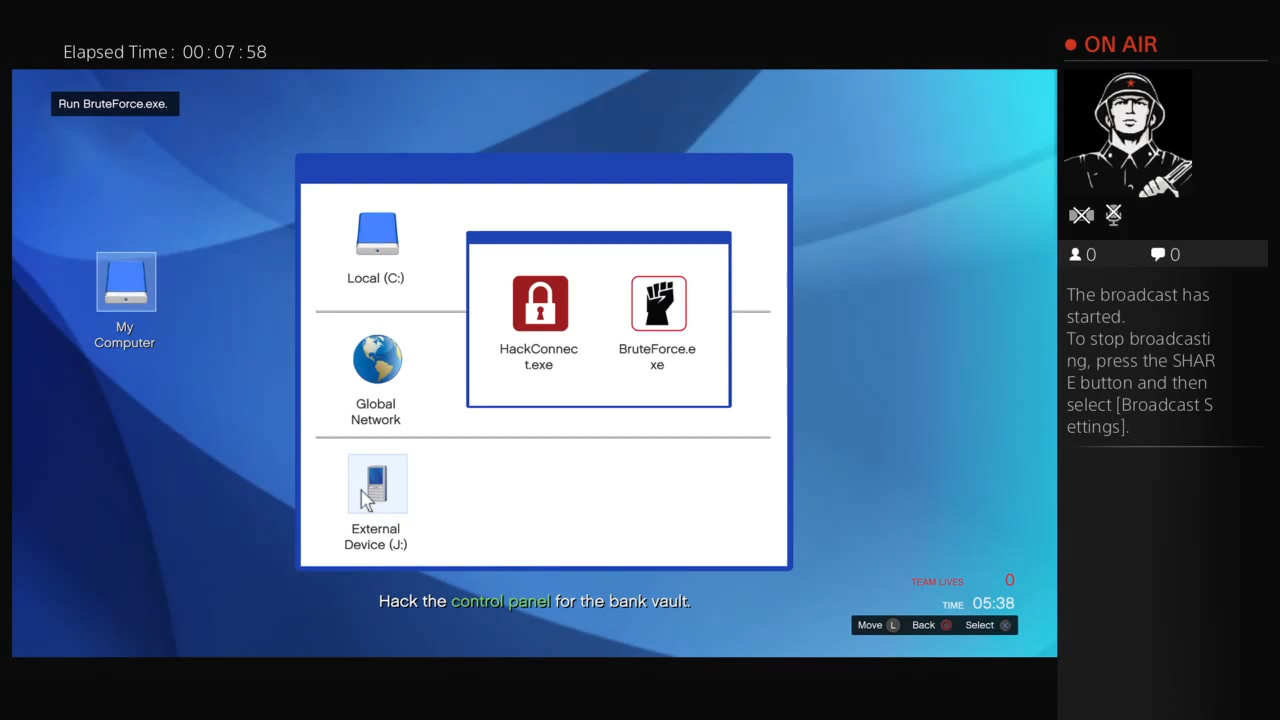 Elapsed Time: 00:07:58
ON AIR
Run BruteForce.exe.
My
Computer
Local (C:)
Global
Network
External
Device (J:)
HackConnec
t.exe
BruteForce.e
xe
Hack the control panel for the bank vault.
TEAM LIVES 0
TIME 05:38
Move L Back Select
0 0
The broadcast has
started.
To stop broadcasti
ng, press the SHAR
E button and then
select [Broadcast S
ettings].